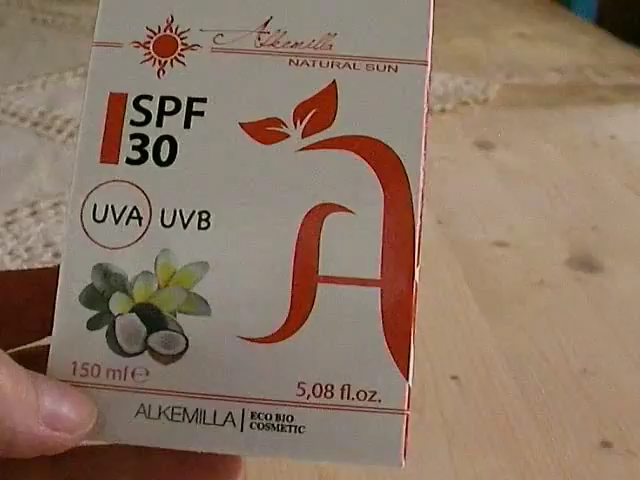 Alkemilla
NATURAL SUN
SPF
30
UVA UVB
150 ml ℮
5,08 fl.oz.
ALKEMILLA | ECO BIO
COSMETIC